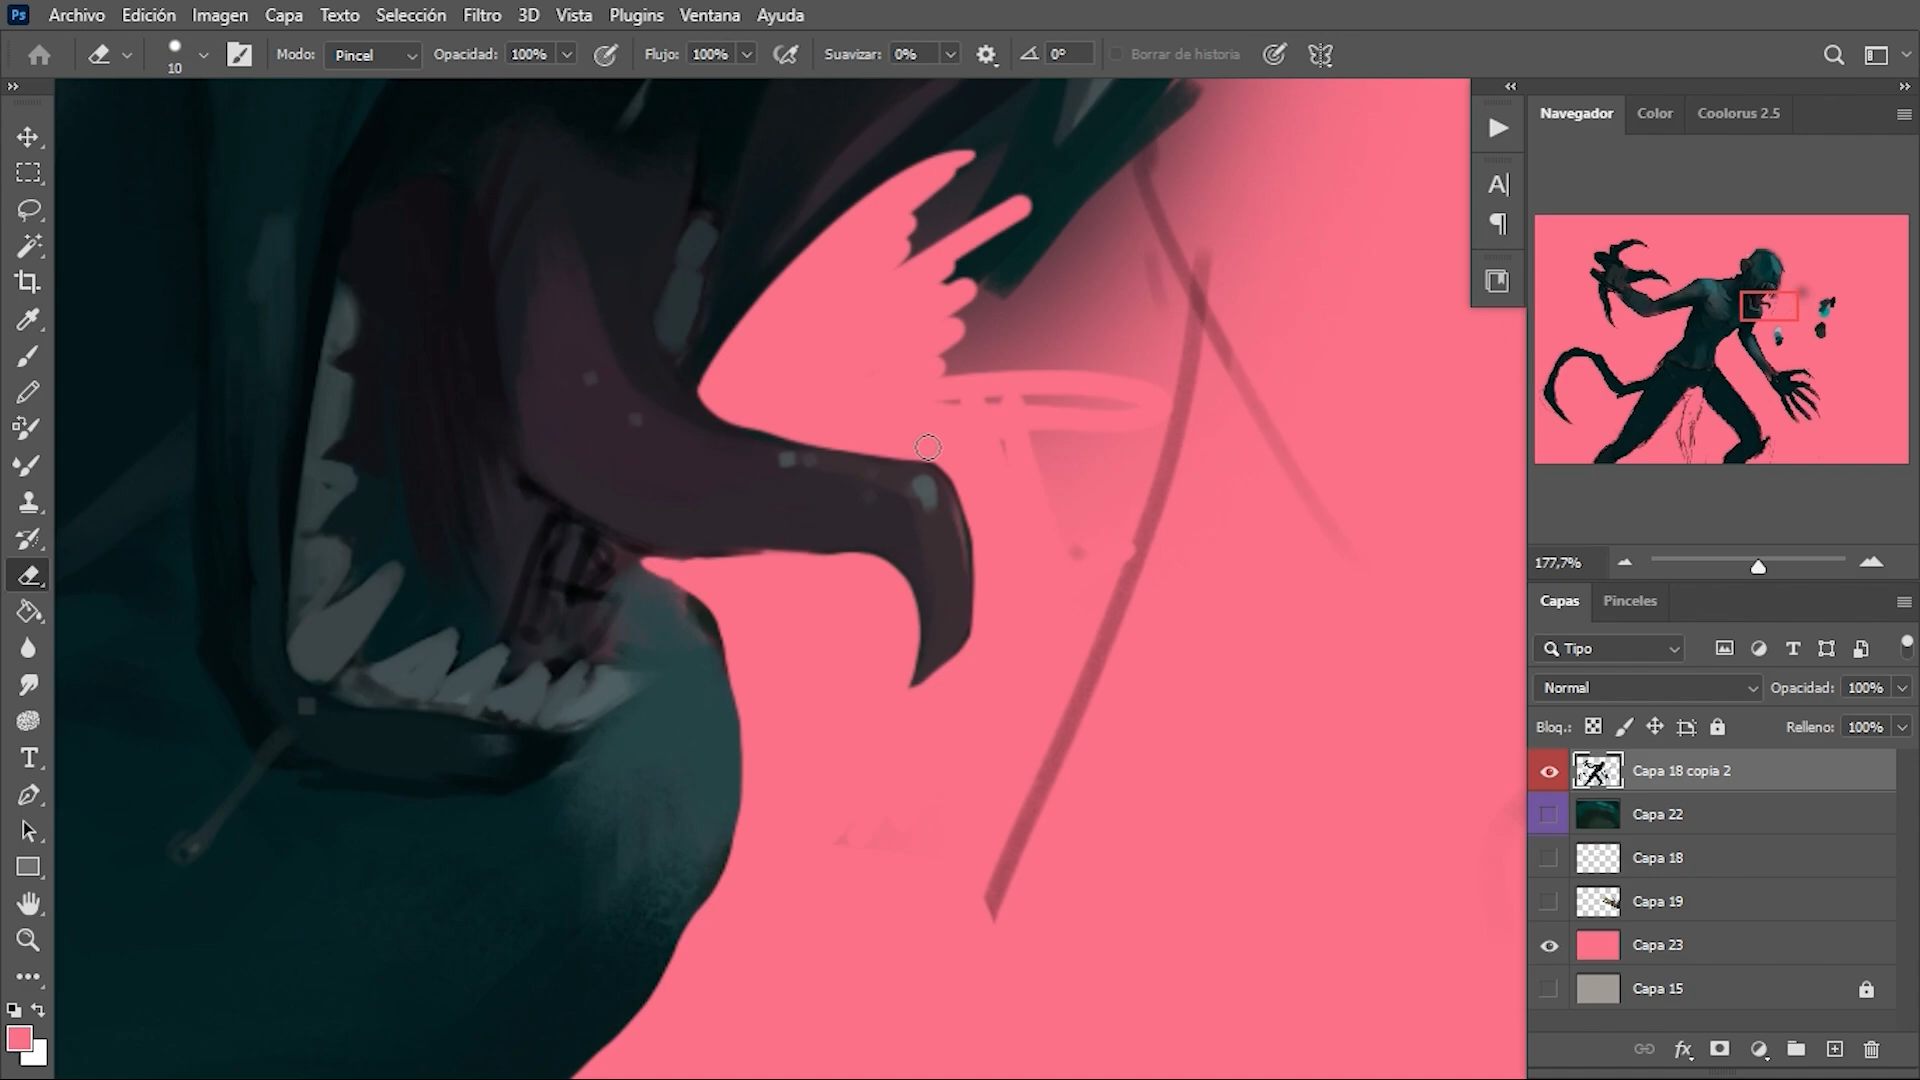 Ps Archivo Edición Imagen Capa Texto Selección Filtro 3D Vista Plugins Ventana Ayuda
10 Modo: Pincel Opacidad: 100% Flujo: 100% Suavizar: 0% 0° Borrar de historia
Navegador Color Coolorus 2.5
177,7%
Capas Pinceles
Tipo
Normal Opacidad: 100%
Bloq.: Relleno: 100%
Capa 18 copia 2
Capa 22
Capa 18
Capa 19
Capa 23
Capa 15